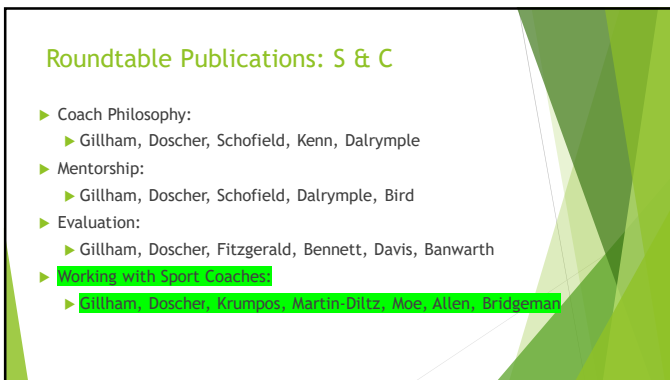 Roundtable Publications: S & C
Coach Philosophy:
Gillham, Doscher, Schofield, Kenn, Dalrymple
Mentorship:
Gillham, Doscher, Schofield, Dalrymple, Bird
Evaluation:
Gillham, Doscher, Fitzgerald, Bennett, Davis, Banwarth
Working with Sport Coaches:
Gillham, Doscher, Krumpos, Martin-Diltz, Moe, Allen, Bridgeman